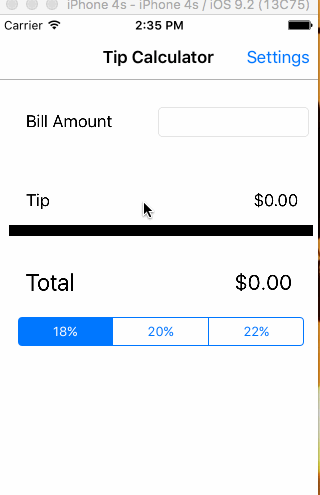 iPhone 4s - iPhone 4s / iOS 9.2 (13C75)
Carrier 2:35 PM
Tip Calculator Settings
Bill Amount
Tip $0.00
Total $0.00
18% 20% 22%